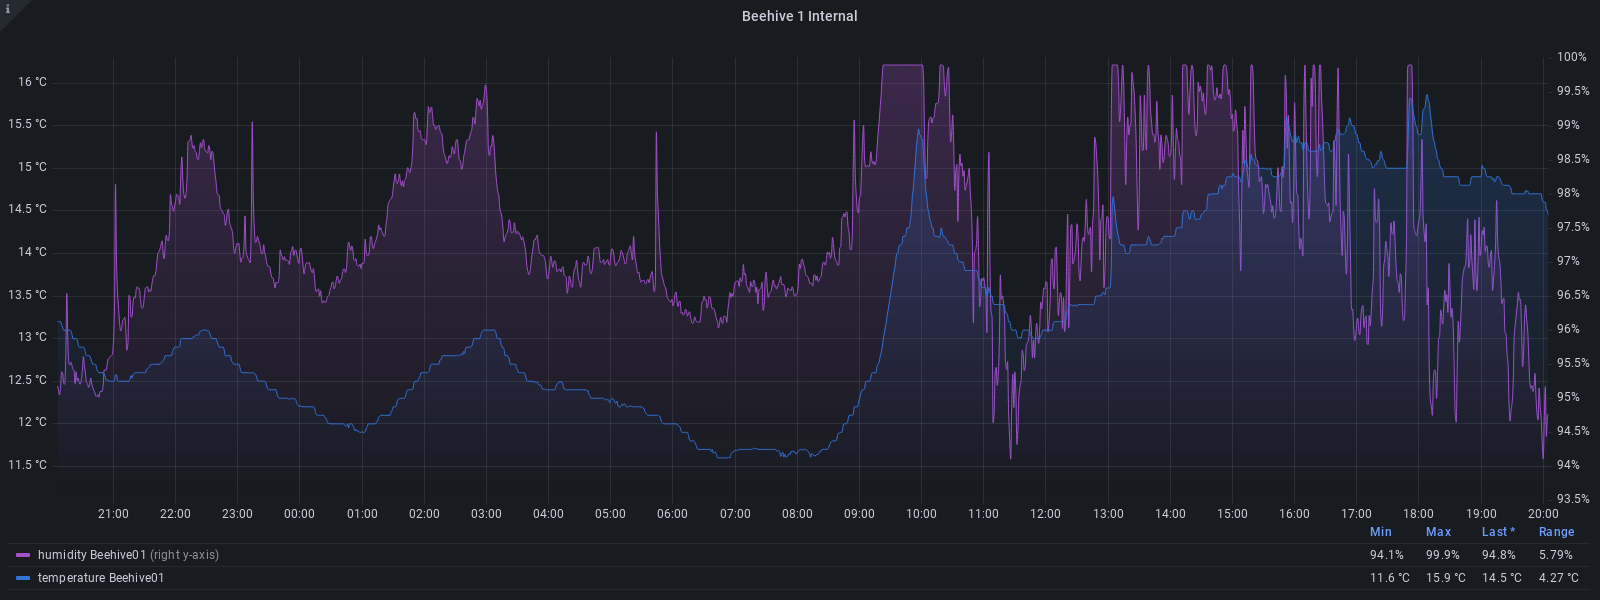 i
Beehive 1 Internal
100%
16 °C
99.5%
15.5 °C
99%
15 °C
98.5%
98%
14.5 °C
97.5%
14 °C
97%
13.5 °C
96.5%
13 °C
96%
95.5%
12.5 °C
95%
12 °C
94.5%
11.5 °C
94%
93.5%
21:00 22:00 23:00 00:00 01:00 02:00 03:00 04:00 05:00 06:00 07:00 08:00 09:00 10:00 11:00 12:00 13:00 14:00 15:00 16:00 17:00 18:00 19:00 20:00
Min Max Last * Range
humidity Beehive01 (right y-axis) 94.1% 99.9% 94.8% 5.79%
temperature Beehive01 11.6 °C 15.9 °C 14.5 °C 4.27 °C